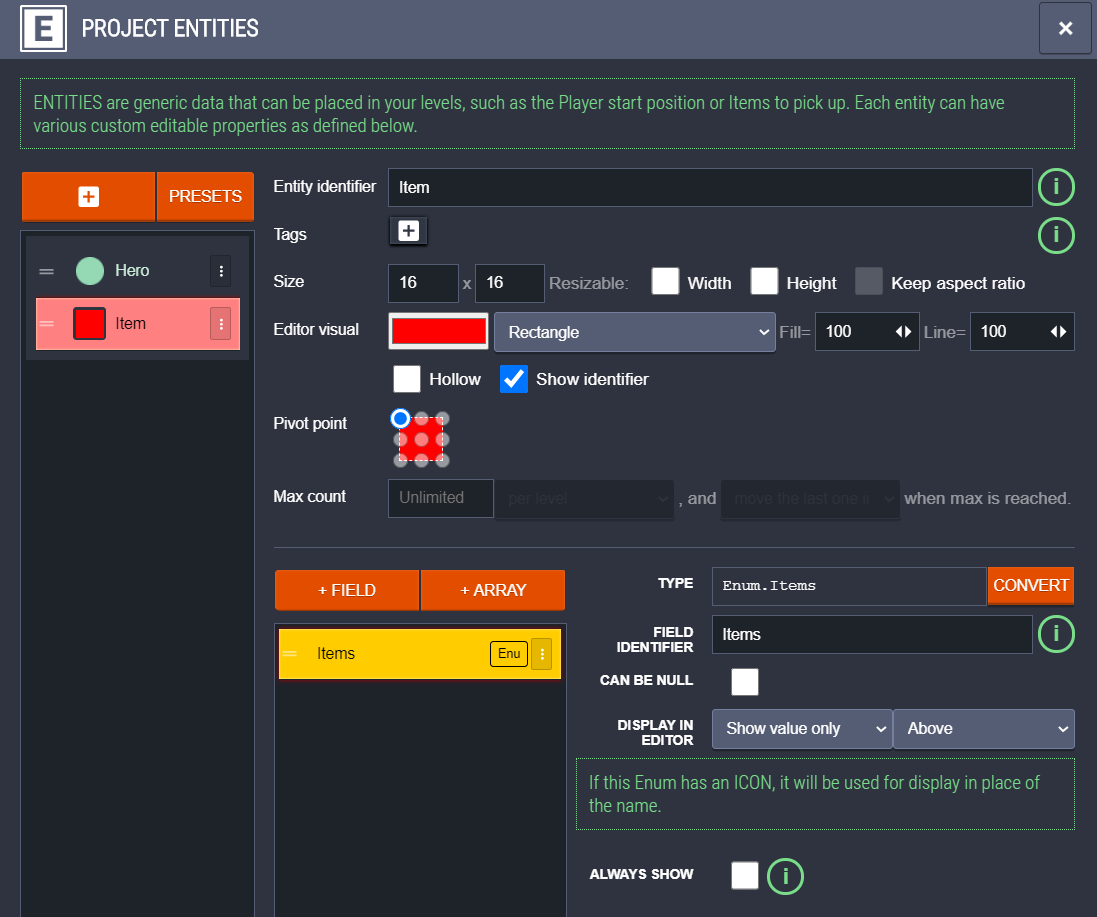 E PROJECT ENTITIES
ENTITIES are generic data that can be placed in your levels, such as the Player start position or Items to pick up. Each entity can have
various custom editable properties as defined below.
PRESETS
Hero
Item
Entity identifier Item
Tags
Size 16 x 16 Resizable: Width Height Keep aspect ratio
Editor visual Rectangle Fill= 100 Line= 100
Hollow Show identifier
Pivot point
Max count Unlimited per level , and move the last one i when max is reached.
+ FIELD + ARRAY
Items Enu
TYPE Enum.Items CONVERT
FIELD
IDENTIFIER
Items
CAN BE NULL
DISPLAY IN
EDITOR
Show value only Above
If this Enum has an ICON, it will be used for display in place of
the name.
ALWAYS SHOW